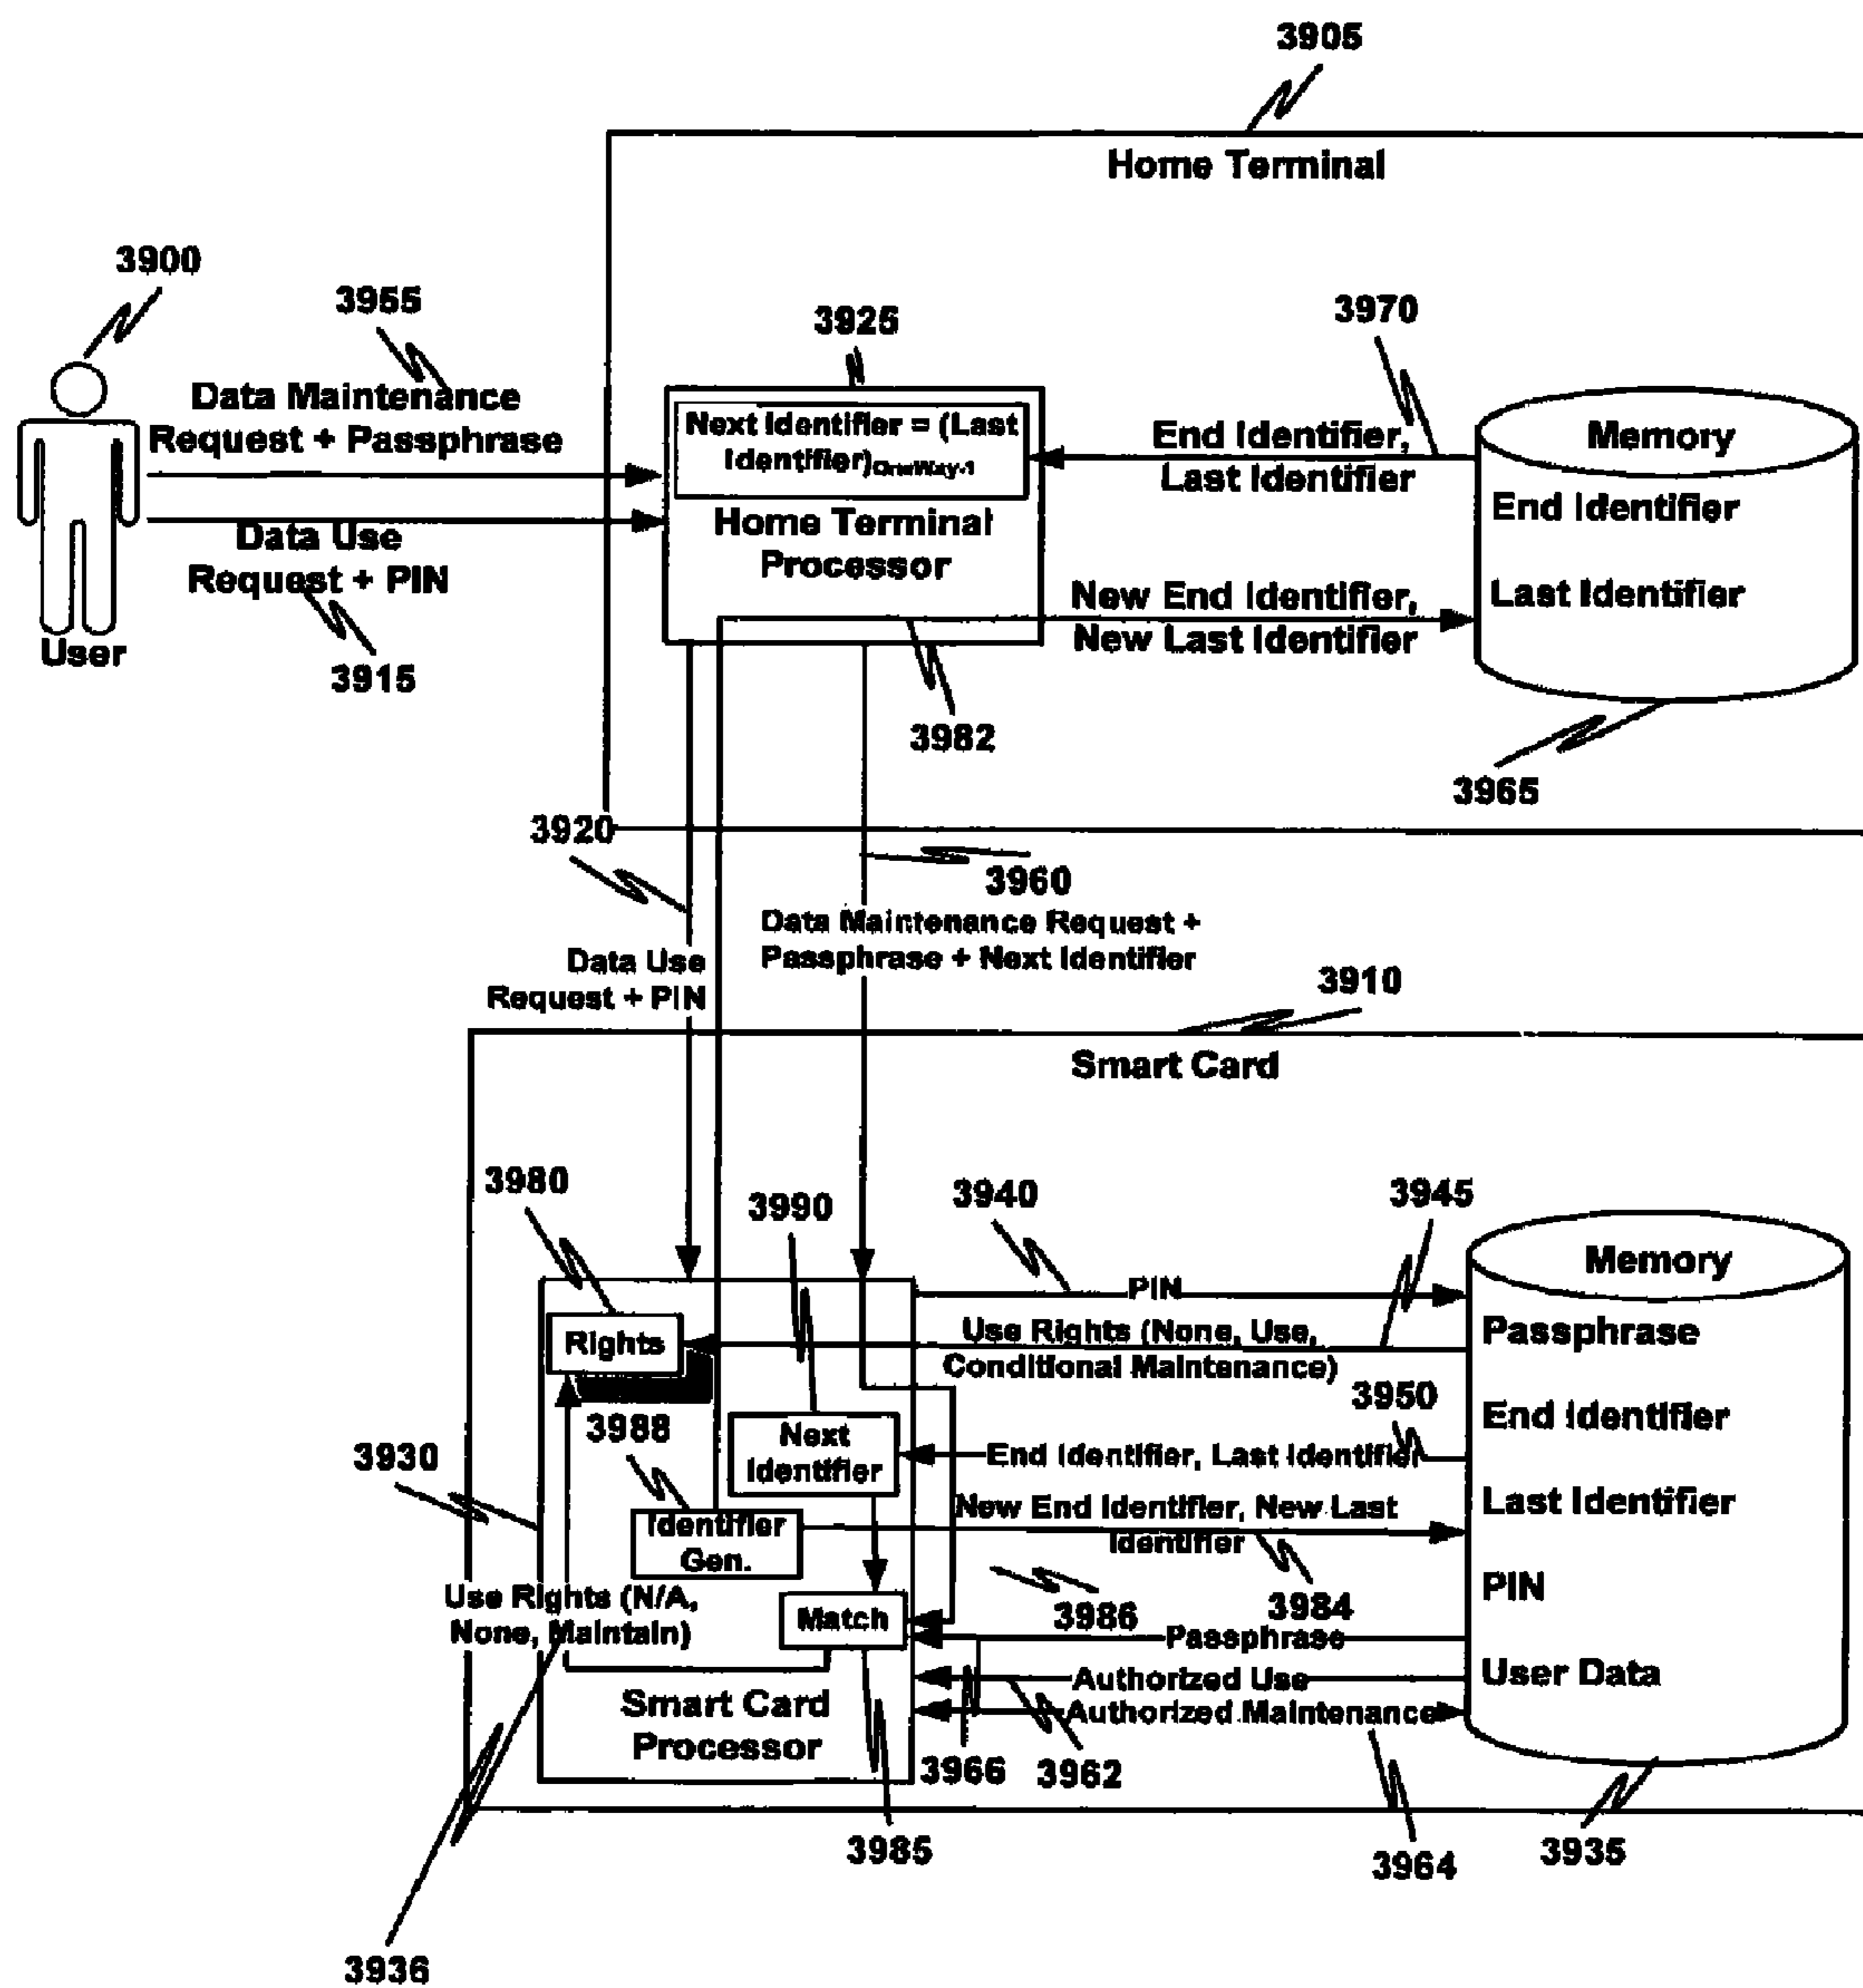 3905
Home Terminal
3900
3955
3925
3970
Data Maintenance
Request + Passphrase
Next Identifier = (Last
Identifier)OneWay-1
End Identifier,
Last Identifier
Memory
End Identifier
Last Identifier
Data Use
Request + PIN
Home Terminal
Processor
New End Identifier,
New Last Identifier
User
3915
3982
3965
3920
3960
Data Maintenance Request +
Passphrase + Next Identifier
Data Use
Request + PIN
3910
Smart Card
3980
3990
3940
3945
Memory
PIN
Rights
Use Rights (None, Use,
Conditional Maintenance)
Passphrase
3950
3988
Next
Identifier
End Identifier, Last Identifier
End Identifier
3930
Identifier
Gen.
New End Identifier, New Last
Identifier
Last Identifier
Use Rights (N/A,
None, Maintain)
Match
3986
3984
PIN
Passphrase
Authorized Use
User Data
Authorized Maintenance
Smart Card
Processor
3966
3962
3985
3964
3935
3936